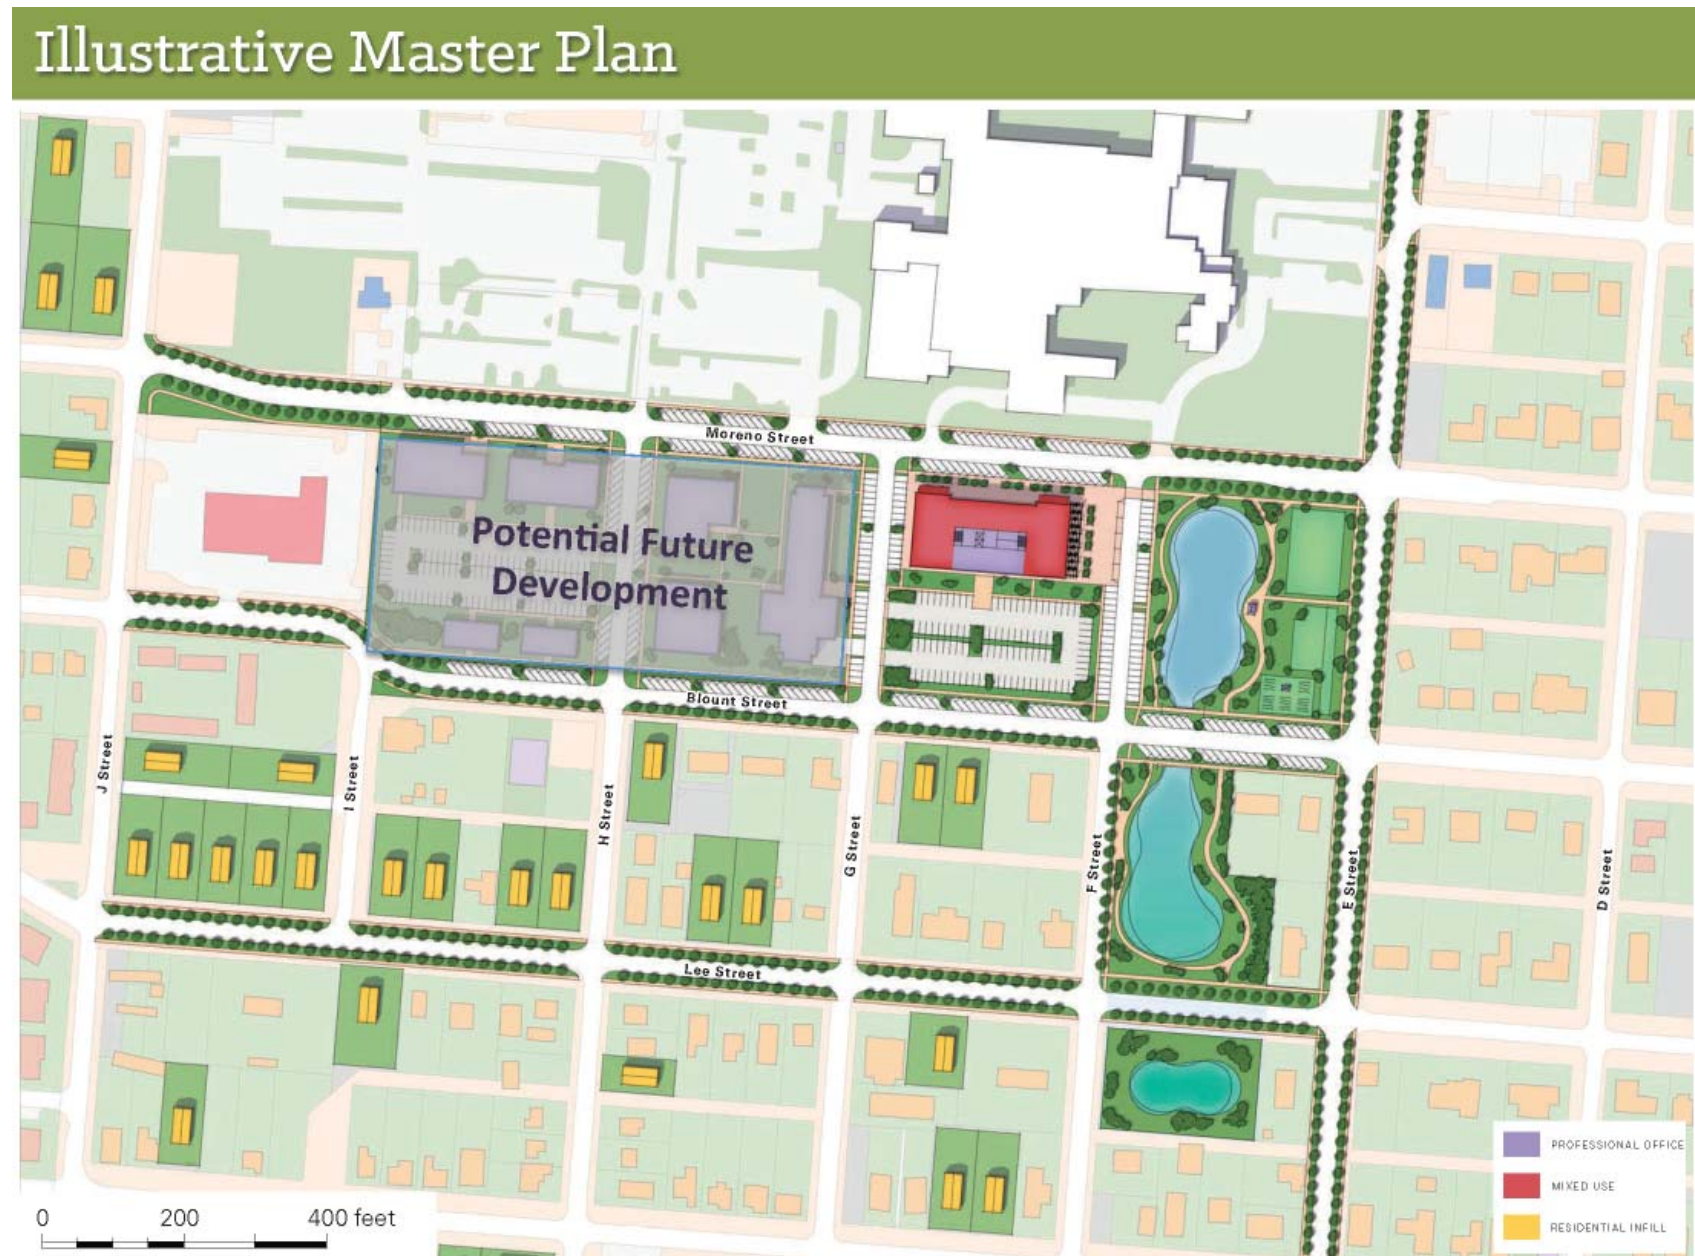 Illustrative Master Plan
Moreno Street
Potential Future
Development
Blount Street
J Street
I Street
H Street
G Street
F Street
E Street
D Street
Lee Street
PROFESSIONAL OFFICE
MIXED USE
RESIDENTIAL INFILL
0 200 400 feet